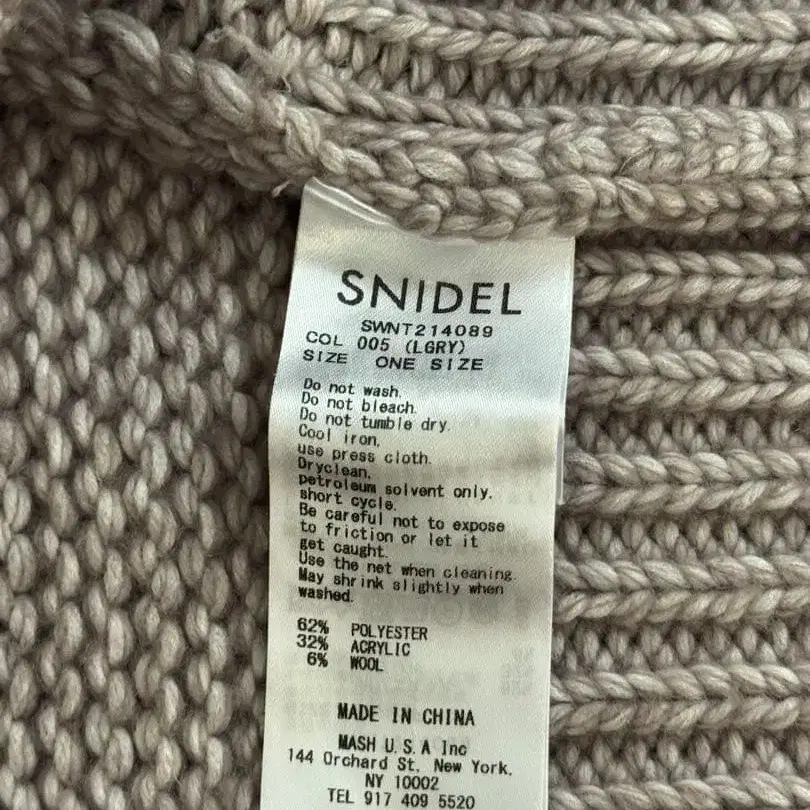 SNIDEL
SWNT214089
COL 005 (LGRY)
SIZE ONE SIZE
Do not wash.
Do not bleach.
Do not tumble dry.
Cool iron,
use press cloth.
Dryclean,
petroleum solvent only.
short cycle.
Be careful not to expose
to friction or let it
get caught.
Use the net when cleaning.
May shrink slightly when
washed.
62% POLYESTER
32% ACRYLIC
6% WOOL
MADE IN CHINA
MASH U.S.A Inc
144 Orchard St, New York,
NY 10002
TEL 917 409 5520